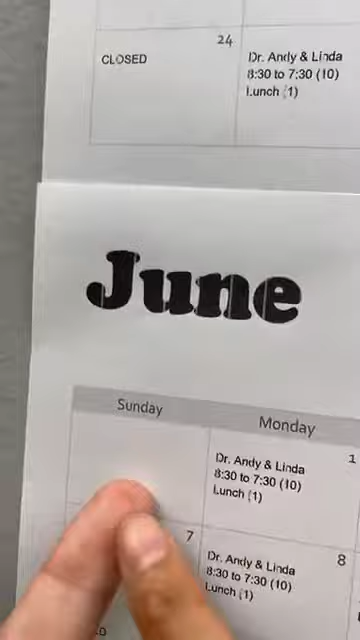 24
CLOSED
Dr. Andy & Linda
8:30 to 7:30 (10)
Lunch (1)
June
Sunday
Monday
1
Dr. Andy & Linda
8:30 to 7:30 (10)
Lunch (1)
7
8
Dr. Andy & Linda
8:30 to 7:30 (10)
Lunch (1)